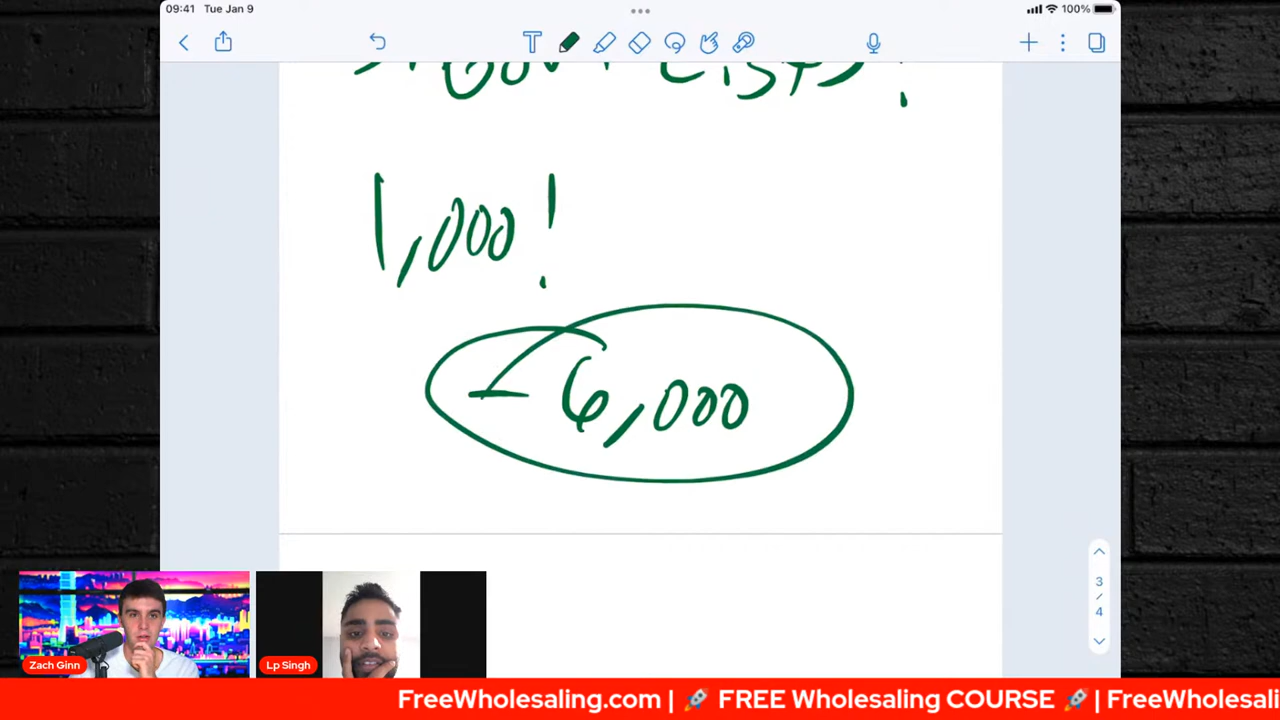 09:41 Tue Jan 9
100%
T
1,000!
- 6,000
3
/
4
Zach Ginn
Lp Singh
FreeWholesaling.com | 🚀 FREE Wholesaling COURSE 🚀 | FreeWholesali